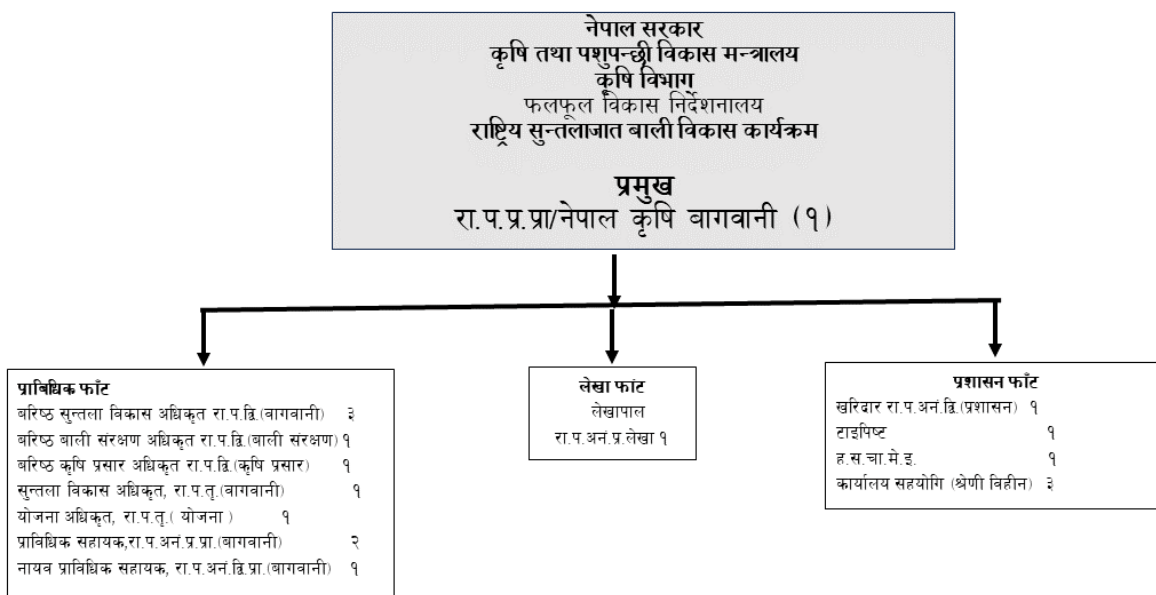 नेपाल सरकार
कृषि तथा पशुपन्छी विकास मन्त्रालय
कृषि विभाग
फलफूल विकास निर्देशनालय
राष्ट्रिय सुन्तलाजात बाली विकास कार्यक्रम
प्रमुख
रा.प.प्र.प्रा/नेपाल कृषि बागवानी (१)
प्राबिधिक फाँट
बरिष्ठ सुन्तला विकास अधिकृत रा.प.द्वि.(बागवानी) ३
बरिष्ठ बाली संरक्षण अधिकृत रा.प.द्वि.(बाली संरक्षण) १
बरिष्ठ कृषि प्रसार अधिकृत रा.प.द्वि.(कृषि प्रसार) १
सुन्तला विकास अधिकृत, रा.प.तृ.(बागवानी) १
योजना अधिकृत, रा.प.तृ.( योजना ) १
प्राविधिक सहायक,रा.प.अनं.प्र.प्रा.(बागवानी) २
नायव प्राविधिक सहायक, रा.प.अनं.द्वि.प्रा.(बागवानी) १
लेखा फांट
लेखापाल
रा.प.अनं.प्र.लेखा १
प्रशासन फाँट
खरिदार रा.प.अनं.द्वि.(प्रशासन) १
टाइपिष्ट १
ह.स.चा.मे.इ. १
कार्यालय सहयोगि (श्रेणी विहीन) ३